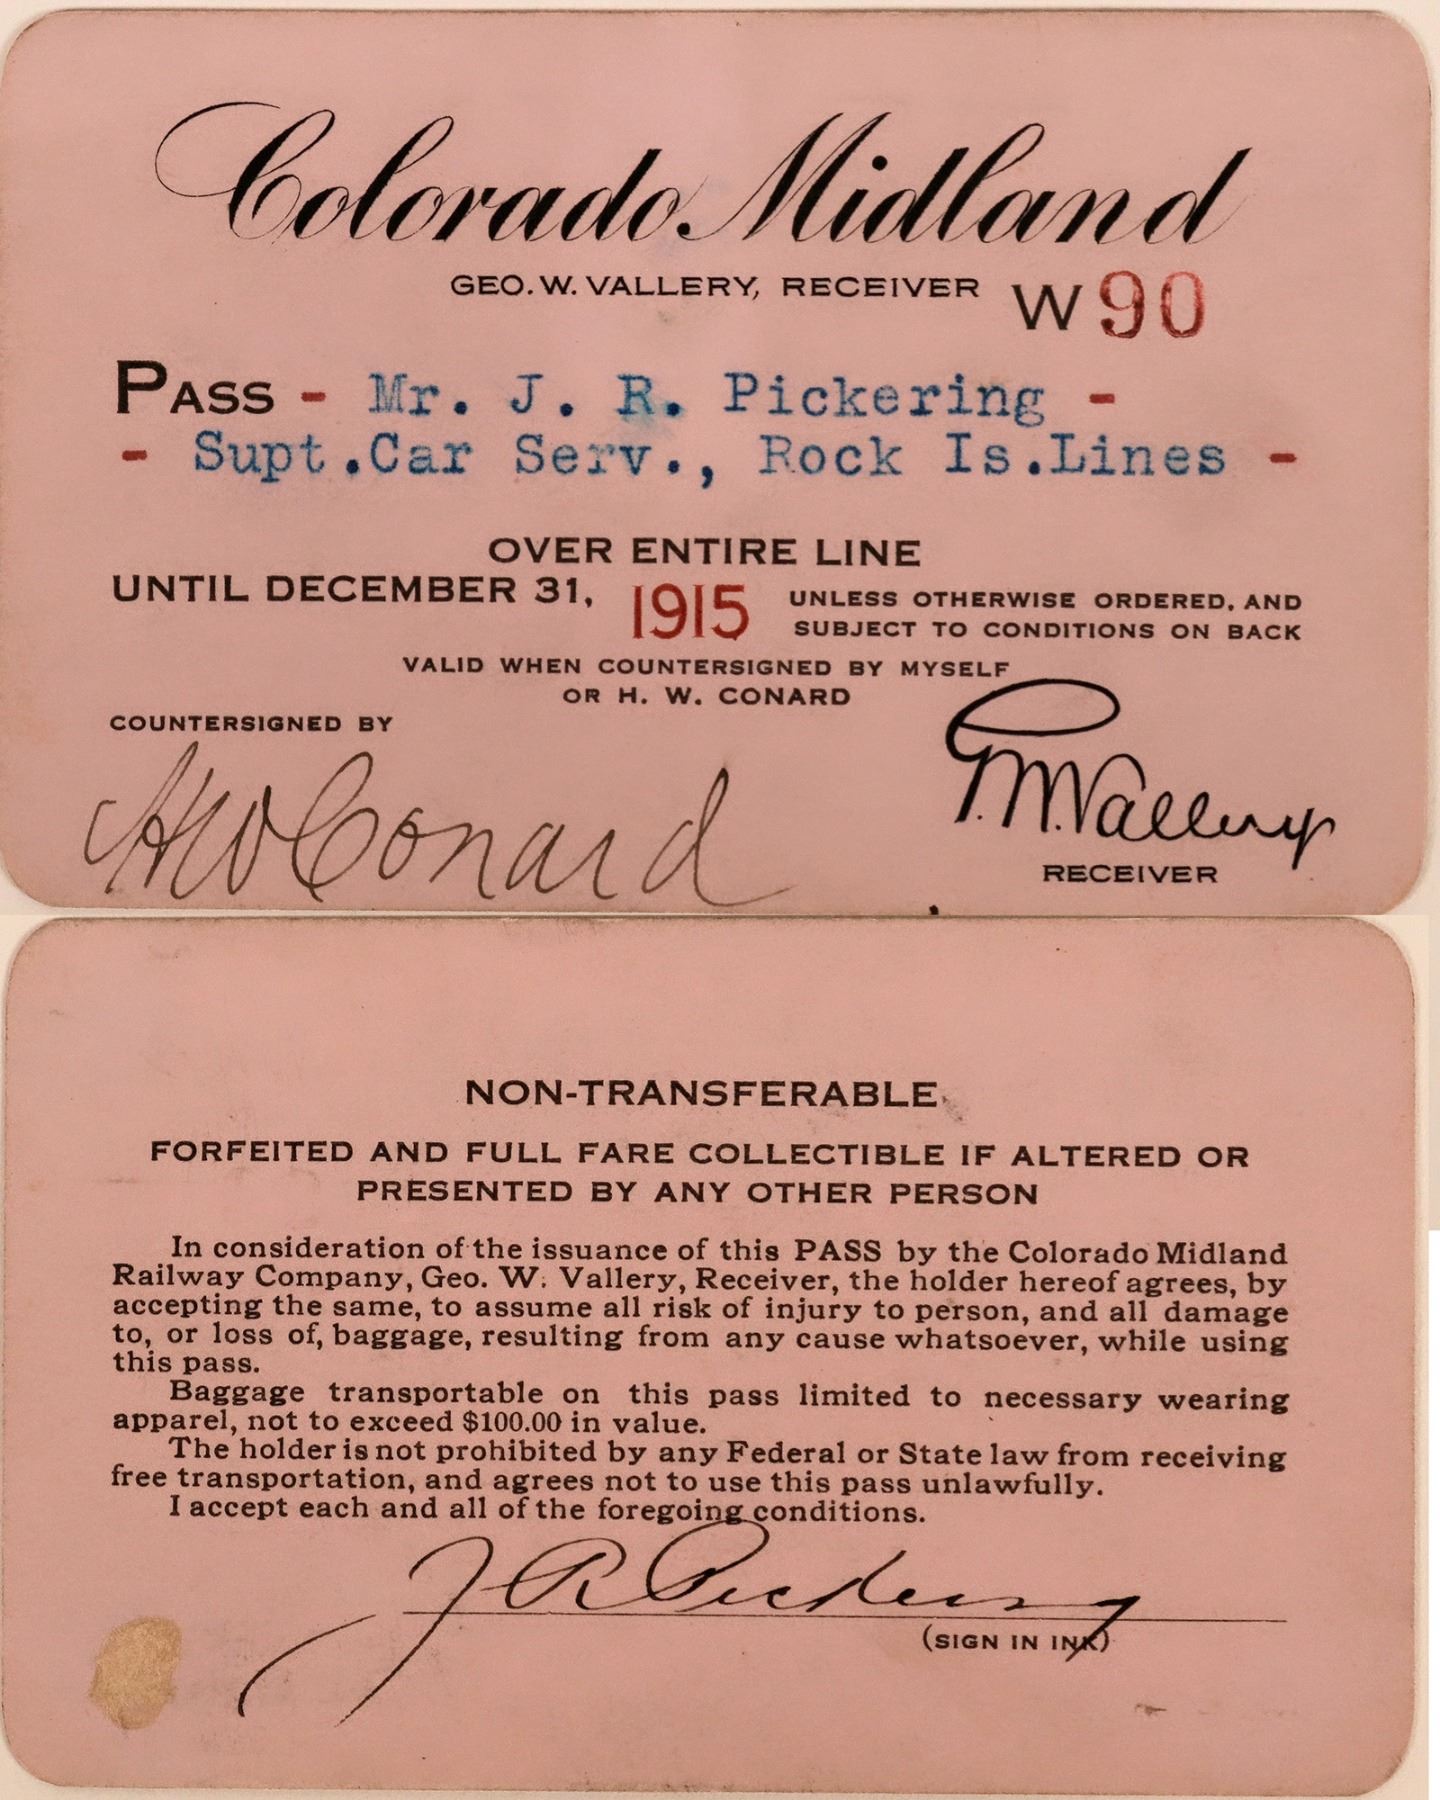 Colorado Midland
GEO. W. VALLERY, RECEIVER
W 90
PASS - Mr. J. R. Pickering -
- Supt.Car Serv., Rock Is.Lines -
OVER ENTIRE LINE
UNTIL DECEMBER 31, 1915 UNLESS OTHERWISE ORDERED, AND
SUBJECT TO CONDITIONS ON BACK
VALID WHEN COUNTERSIGNED BY MYSELF
OR H. W. CONARD
COUNTERSIGNED BY
H W Conard
G. W. Vallery
RECEIVER
NON-TRANSFERABLE
FORFEITED AND FULL FARE COLLECTIBLE IF ALTERED OR
PRESENTED BY ANY OTHER PERSON
In consideration of the issuance of this PASS by the Colorado Midland
Railway Company, Geo. W. Vallery, Receiver, the holder hereof agrees, by
accepting the same, to assume all risk of injury to person, and all damage
to, or loss of, baggage, resulting from any cause whatsoever, while using
this pass.
Baggage transportable on this pass limited to necessary wearing
apparel, not to exceed $100.00 in value.
The holder is not prohibited by any Federal or State law from receiving
free transportation, and agrees not to use this pass unlawfully.
I accept each and all of the foregoing conditions.
J R Pickering
(SIGN IN INK)